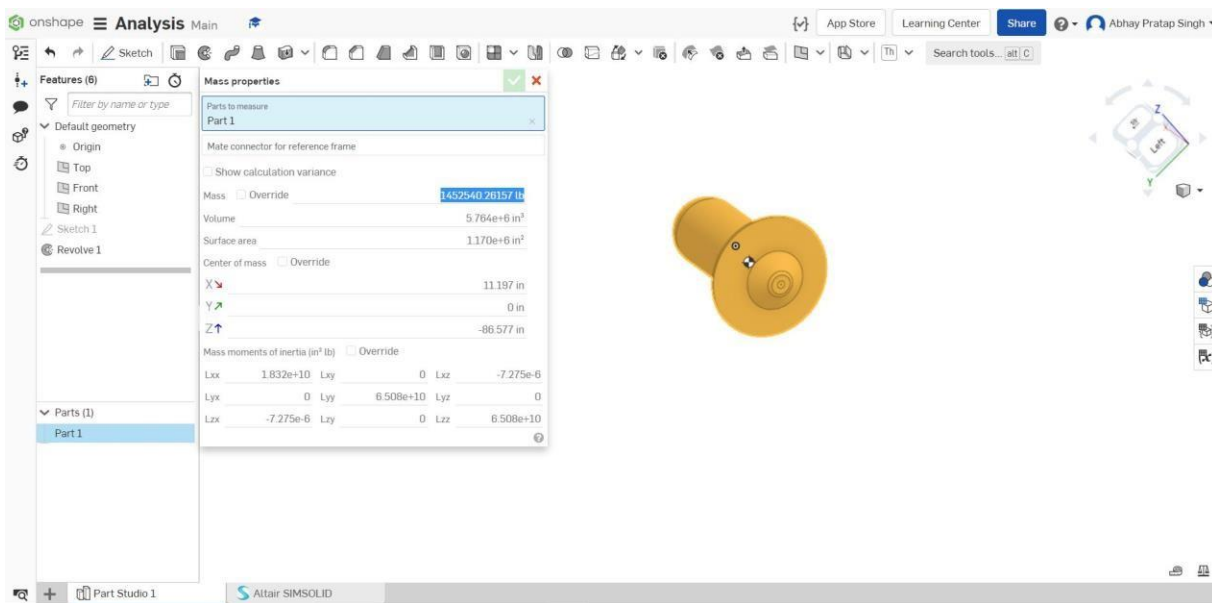 onshape Analysis Main App Store Learning Center Share Abhay Pratap Singh
Sketch Th Search tools... alt C
Features (6)
Filter by name or type
Default geometry
Origin
Top
Front
Right
Sketch 1
Revolve 1
Parts (1)
Part 1
Mass properties
Parts to measure
Part 1
Mate connector for reference frame
Show calculation variance
Mass Override 1452540.26157 lb
Volume 5.764e+6 in³
Surface area 1.170e+6 in²
Center of mass Override
X 11.197 in
Y 0 in
Z -86.577 in
Mass moments of inertia (in² lb) Override
Lxx 1.832e+10 Lxy 0 Lxz -7.275e-6
Lyx 0 Lyy 6.508e+10 Lyz 0
Lzx -7.275e-6 Lzy 0 Lzz 6.508e+10
Z
Left
Y
Part Studio 1 Altair SIMSOLID